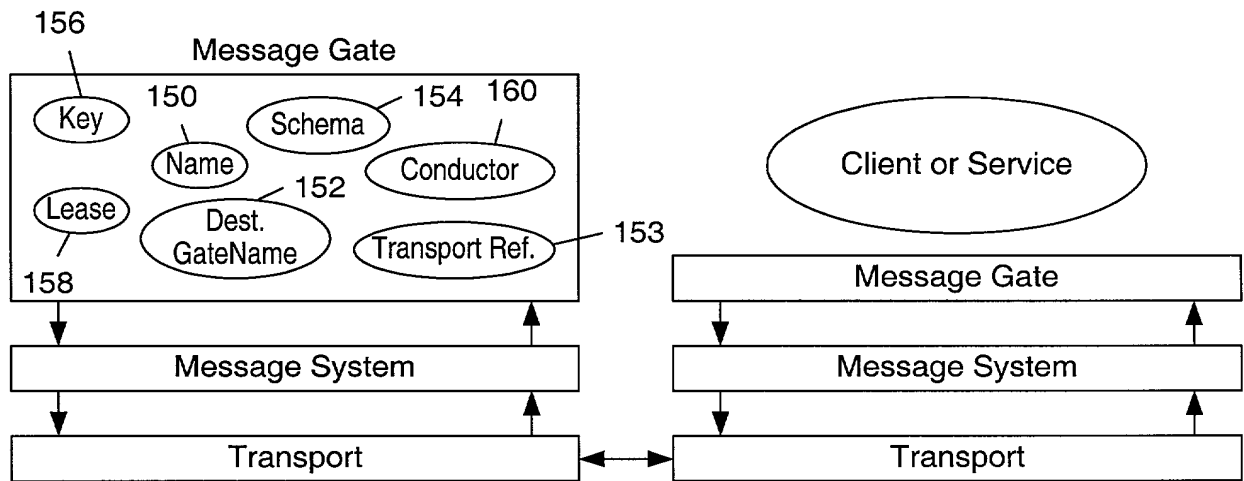 156
Message Gate
150
154
160
Key
Schema
Name
Conductor
Client or Service
152
Lease
Dest.
GateName
Transport Ref.
153
158
Message Gate
Message System
Message System
Transport
Transport